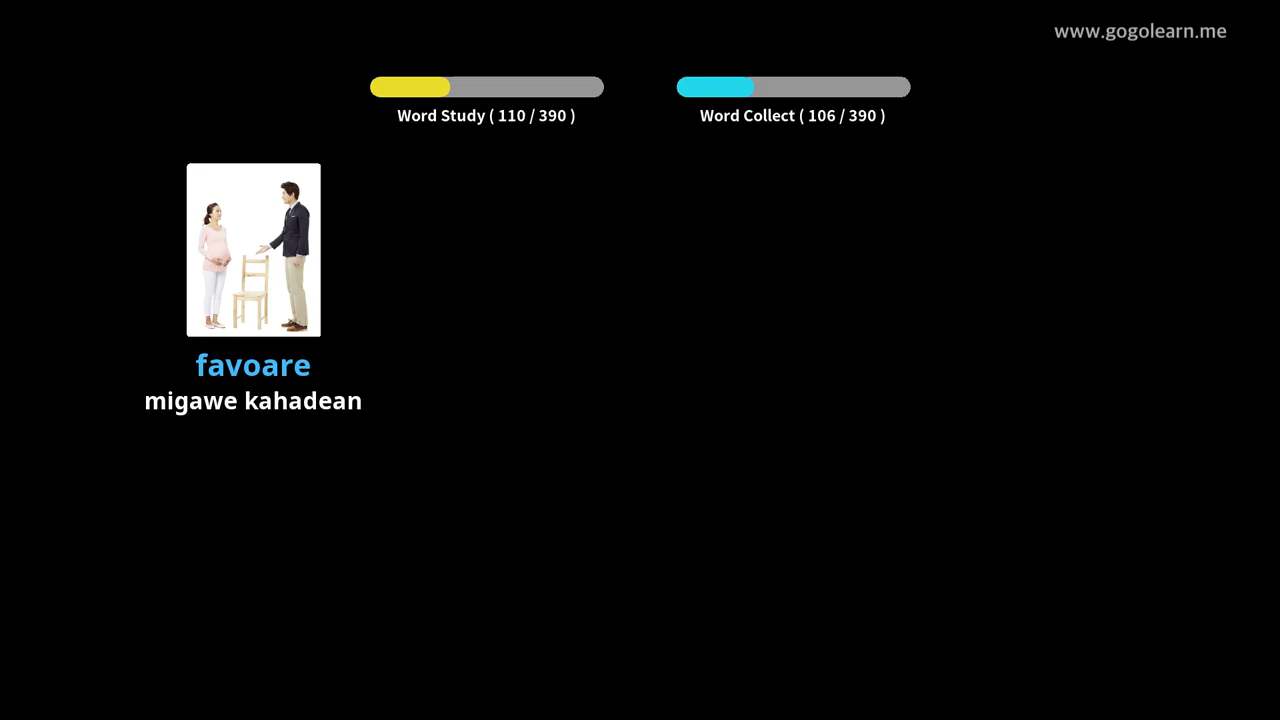 www.gogolearn.me
Word Study ( 110 / 390 )
Word Collect ( 106 / 390 )
favoare
migawe kahadean